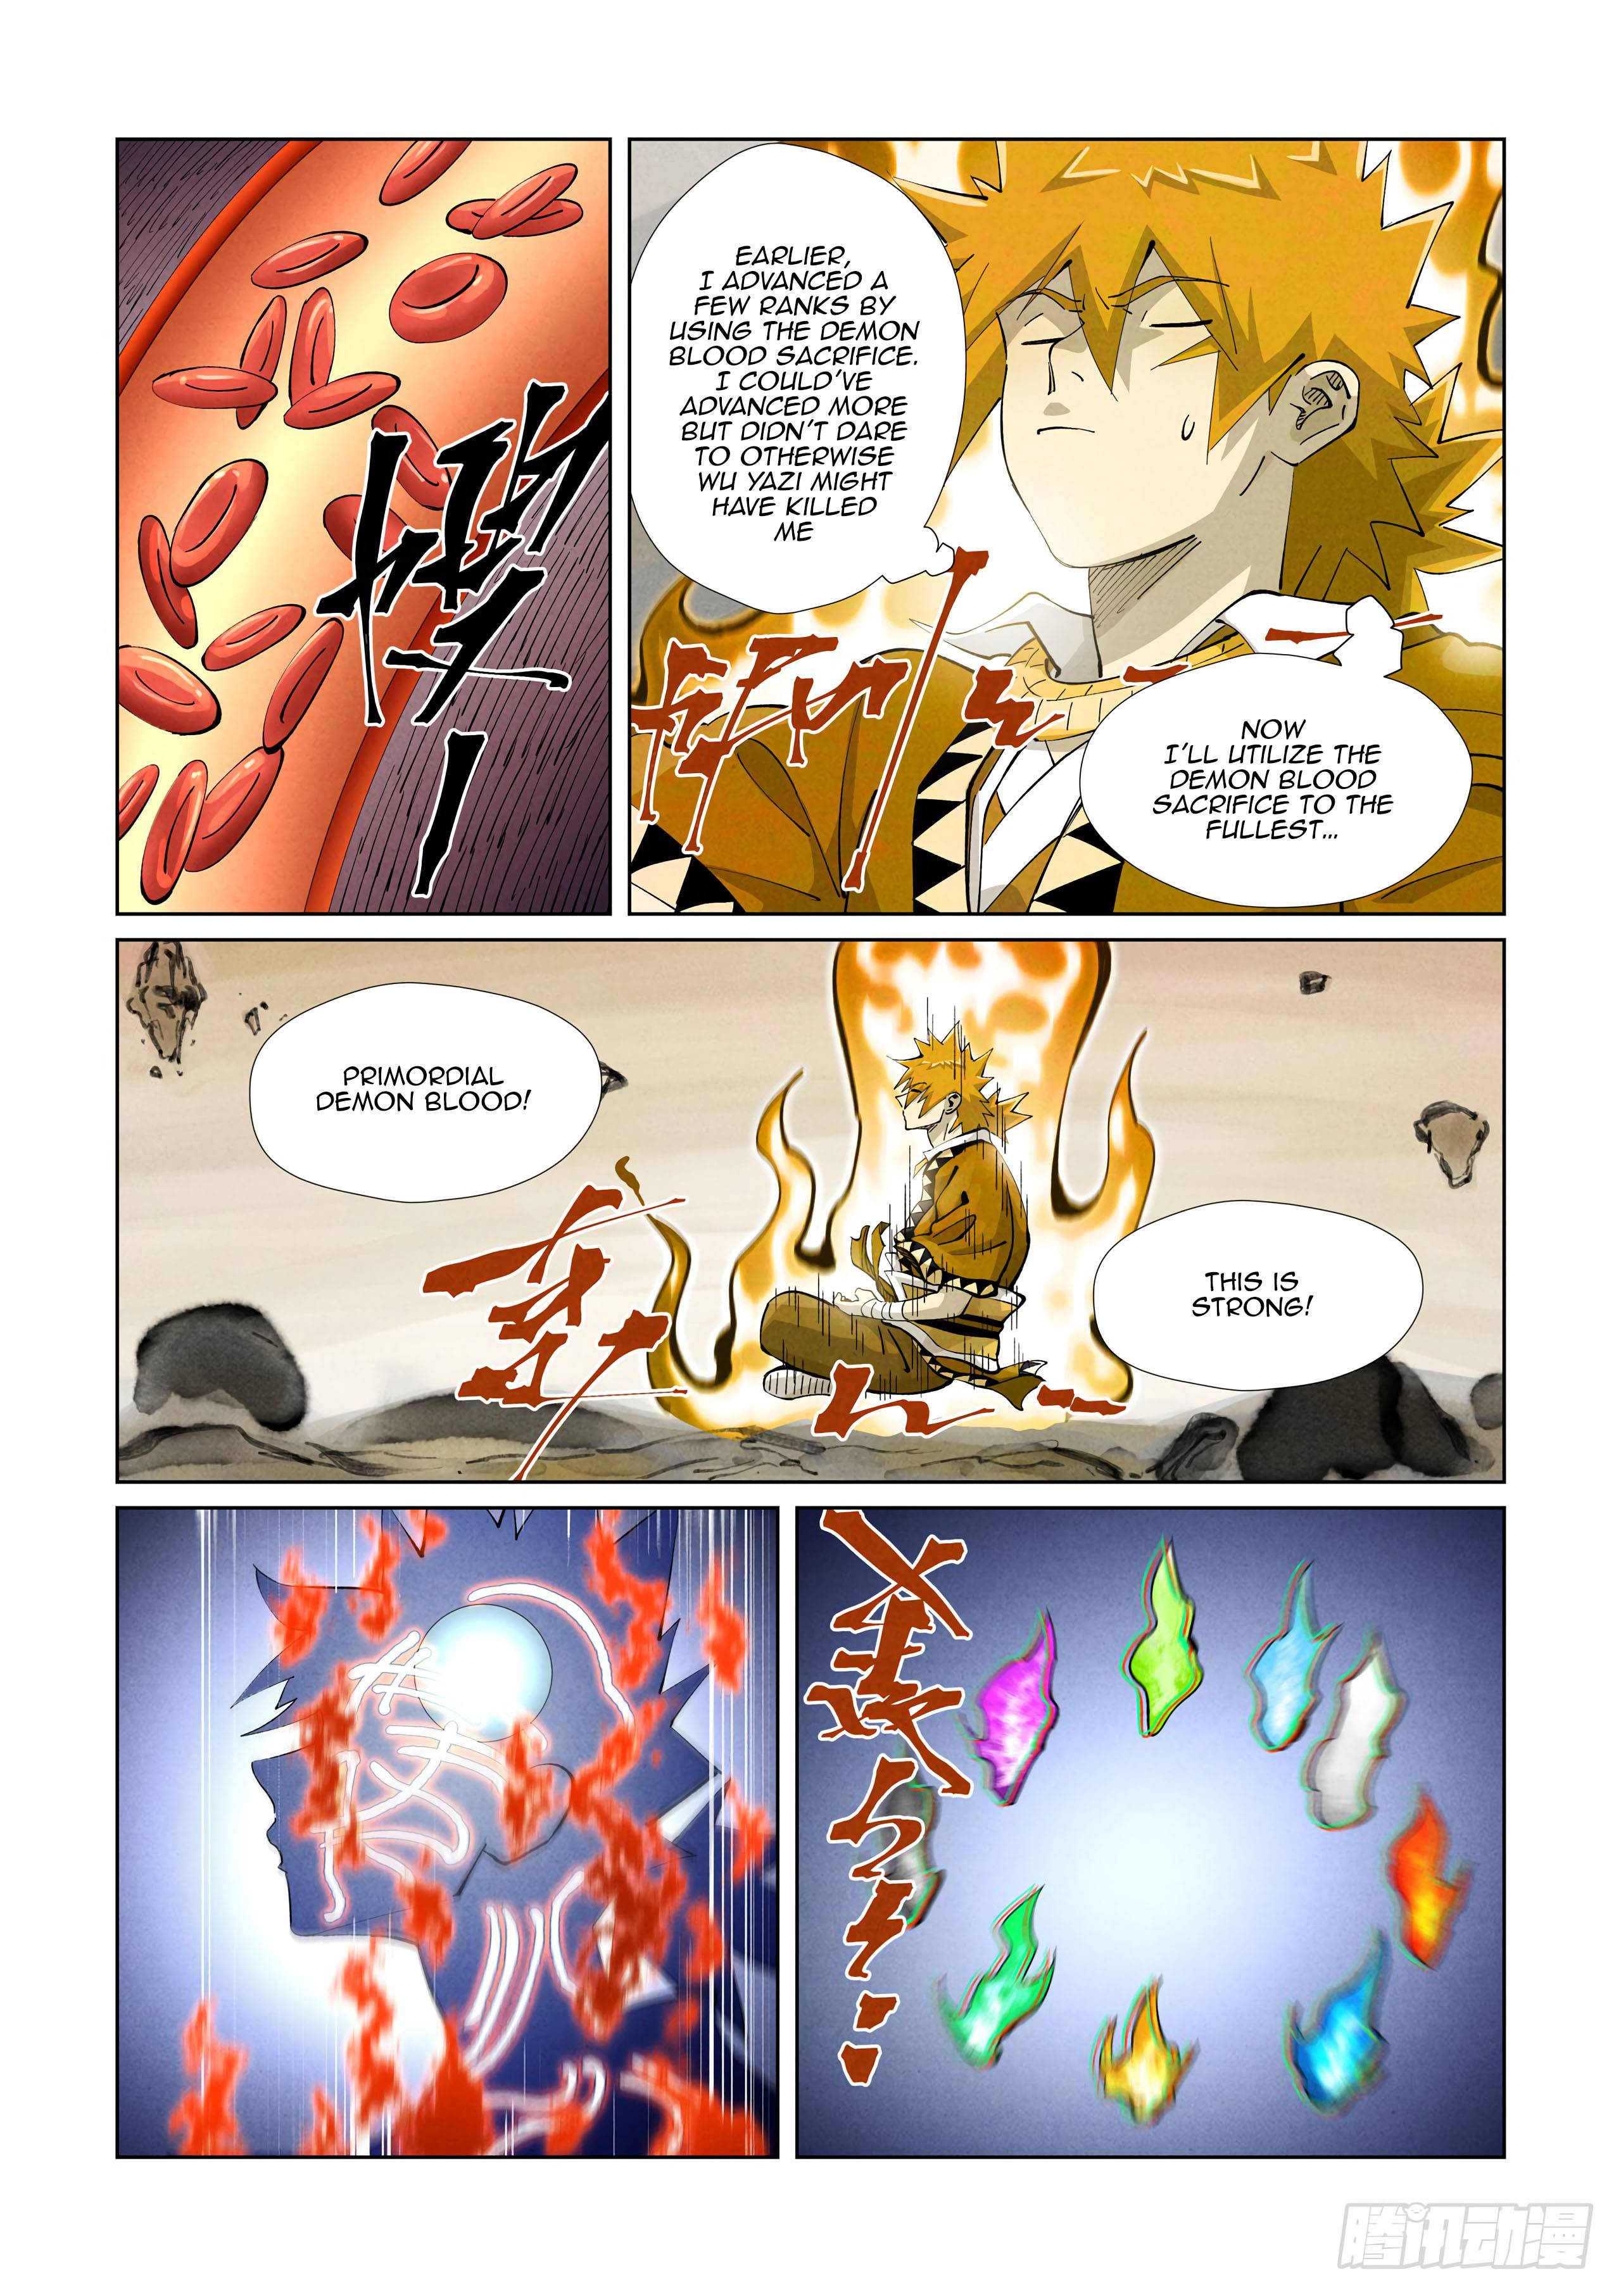 EARLIER,
I ADVANCED A
FEW RANKS BY
USING THE DEMON
BLOOD SACRIFICE.
I COULD'VE
ADVANCED MORE
BUT DIDN'T DARE
TO OTHERWISE
WU YAZI MIGHT
HAVE KILLED
ME
NOW
I'LL UTILIZE THE
DEMON BLOOD
SACRIFICE TO THE
FULLEST...
PRIMORDIAL
DEMON BLOOD!
THIS IS
STRONG!
腾讯动漫